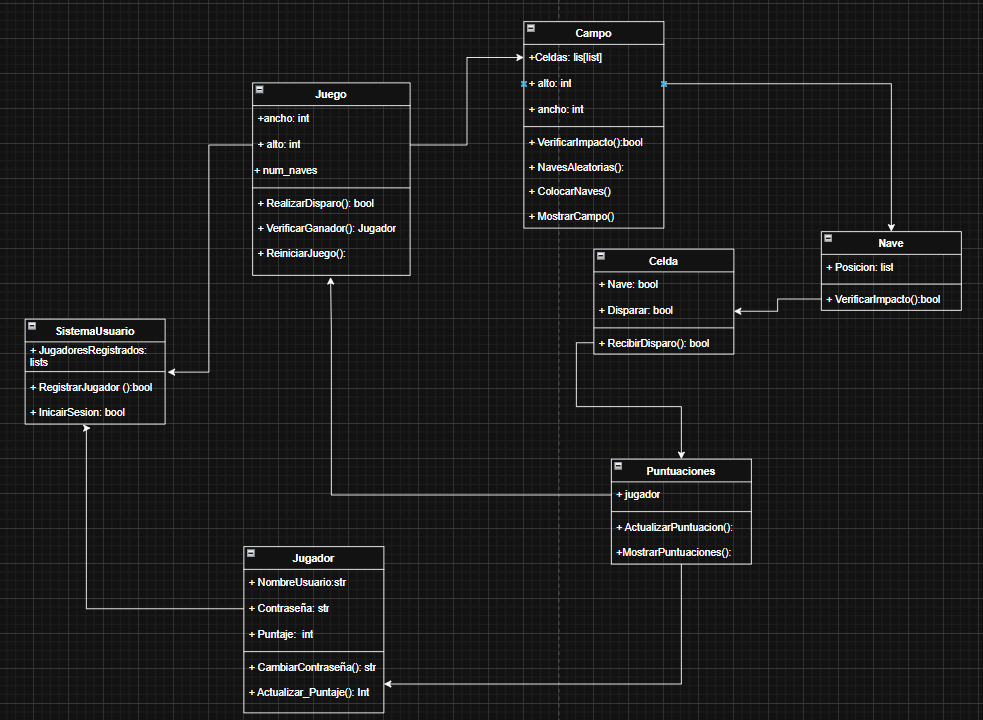 Campo
+Celdas: lis[list]
+ alto: int
+ ancho: int
+ VerificarImpacto():bool
+ NavesAleatorias():
+ ColocarNaves()
+ MostrarCampo()
Juego
+ancho: int
+ alto: int
+ num_naves
+ RealizarDisparo(): bool
+ VerificarGanador(): Jugador
+ ReiniciarJuego():
Nave
+ Posicion: list
+ VerificarImpacto():bool
Celda
+ Nave: bool
+ Disparar: bool
+ RecibirDisparo(): bool
SistemaUsuario
+ JugadoresRegistrados:
lists
+ RegistrarJugador ():bool
+ InicairSesion: bool
Puntuaciones
+ jugador
+ ActualizarPuntuacion():
+MostrarPuntuaciones():
Jugador
+ NombreUsuario:str
+ Contraseña: str
+ Puntaje:  int
+ CambiarContraseña(): str
+ Actualizar_Puntaje(): Int